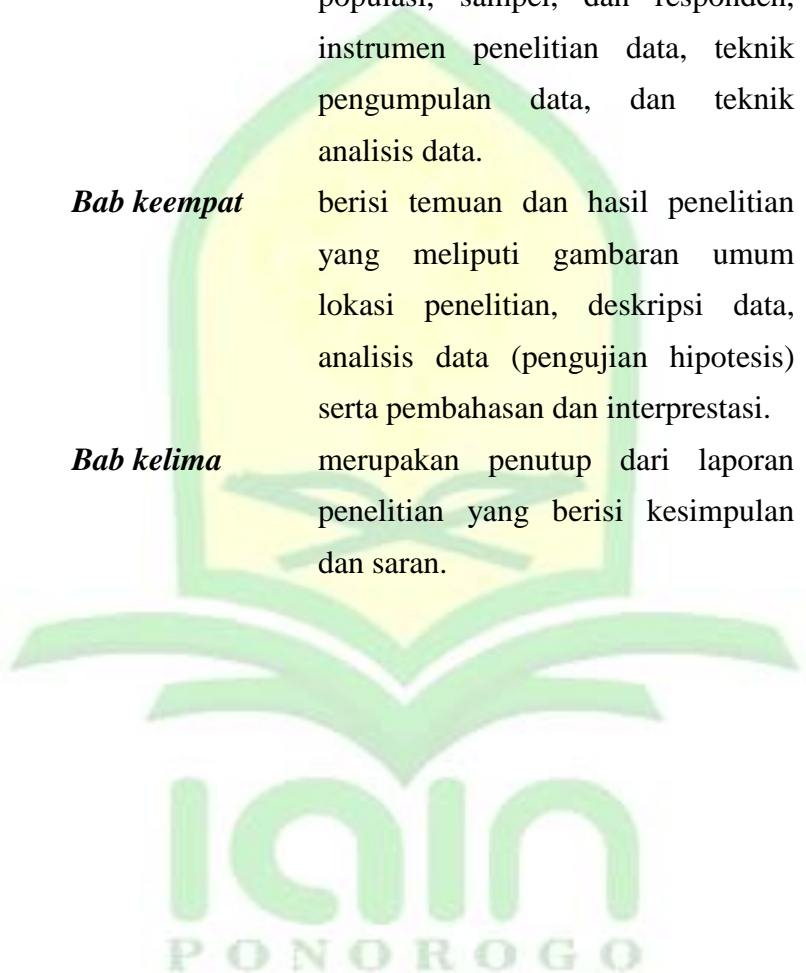 populasi, sampel, dan responden,
instrumen penelitian data, teknik
pengumpulan data, dan teknik
analisis data.
Bab keempat berisi temuan dan hasil penelitian
yang meliputi gambaran umum
lokasi penelitian, deskripsi data,
analisis data (pengujian hipotesis)
serta pembahasan dan interprestasi.
Bab kelima merupakan penutup dari laporan
penelitian yang berisi kesimpulan
dan saran.
iain
PONOROGO